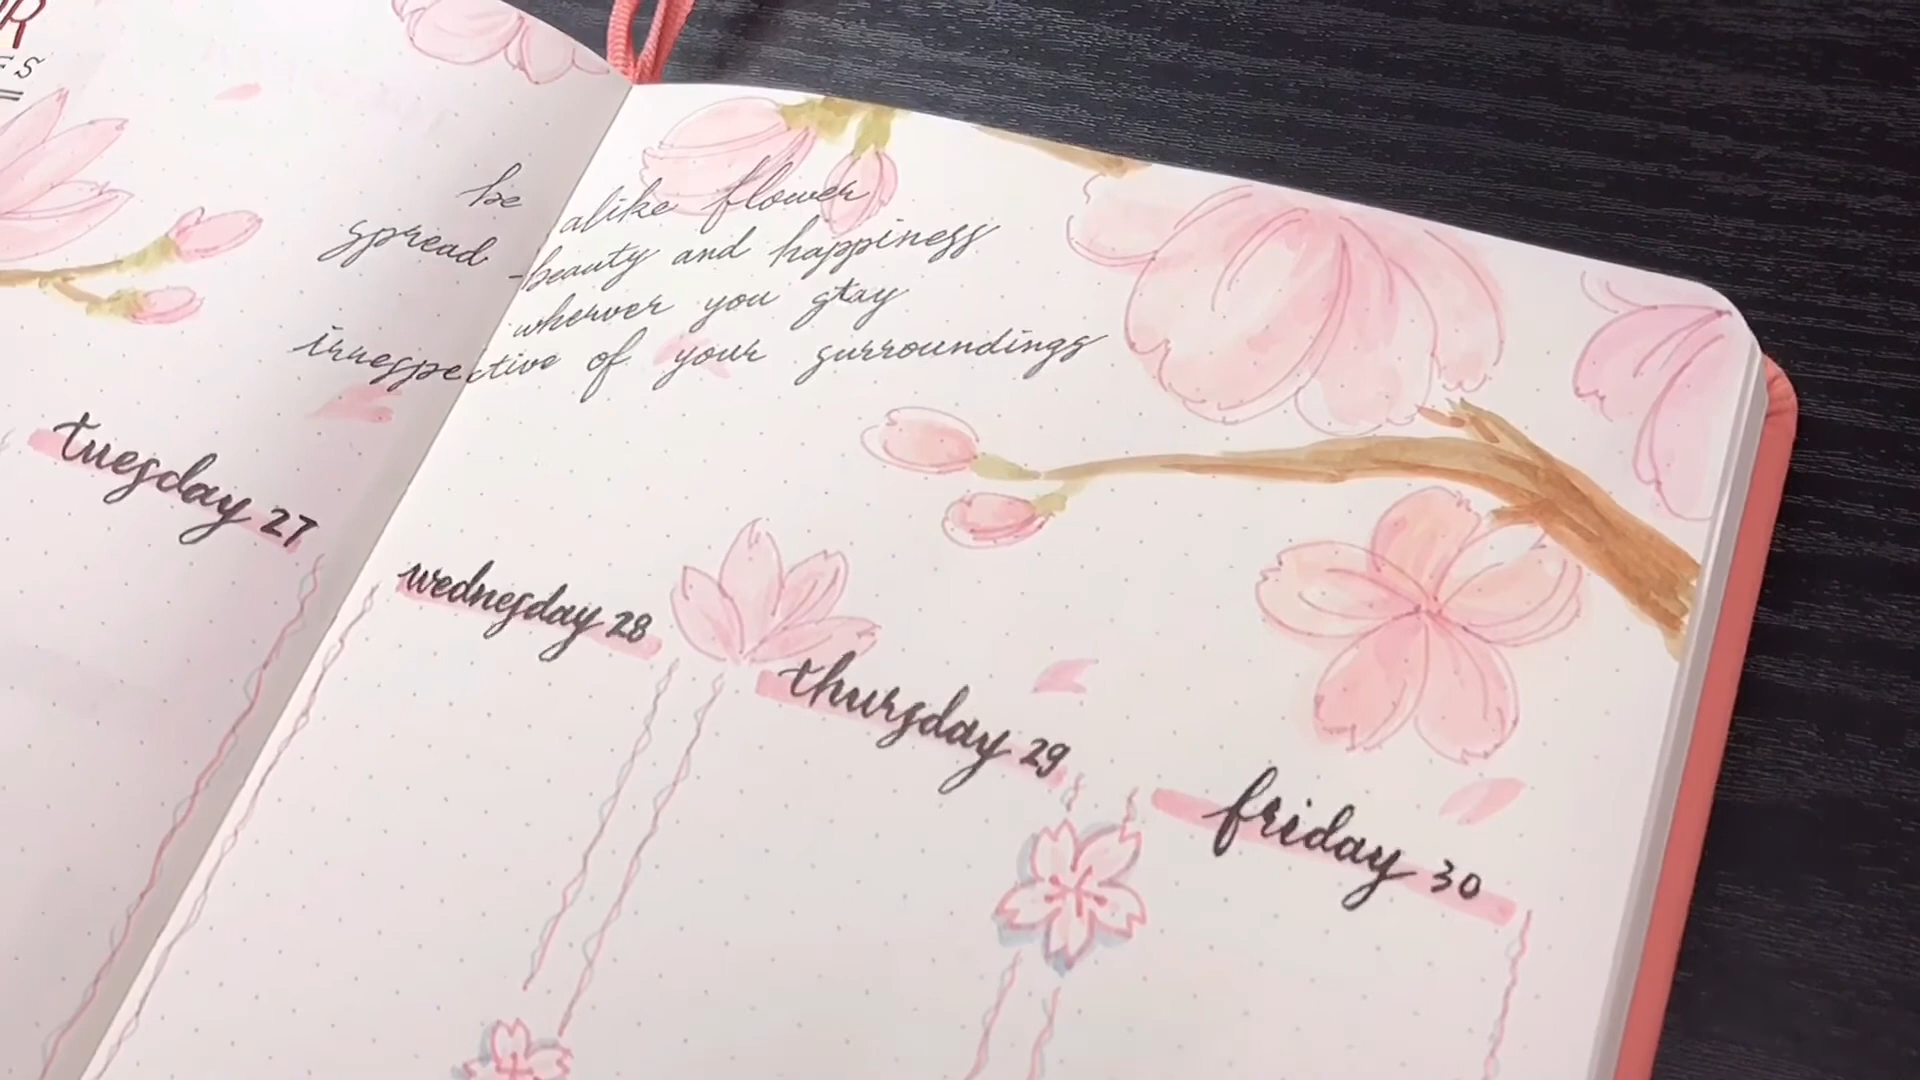 be alike flower
spread beauty and happiness
wherver you stay
irrespective of your surroundings
tuesday 27
wednesday 28
thursday 29
friday 30